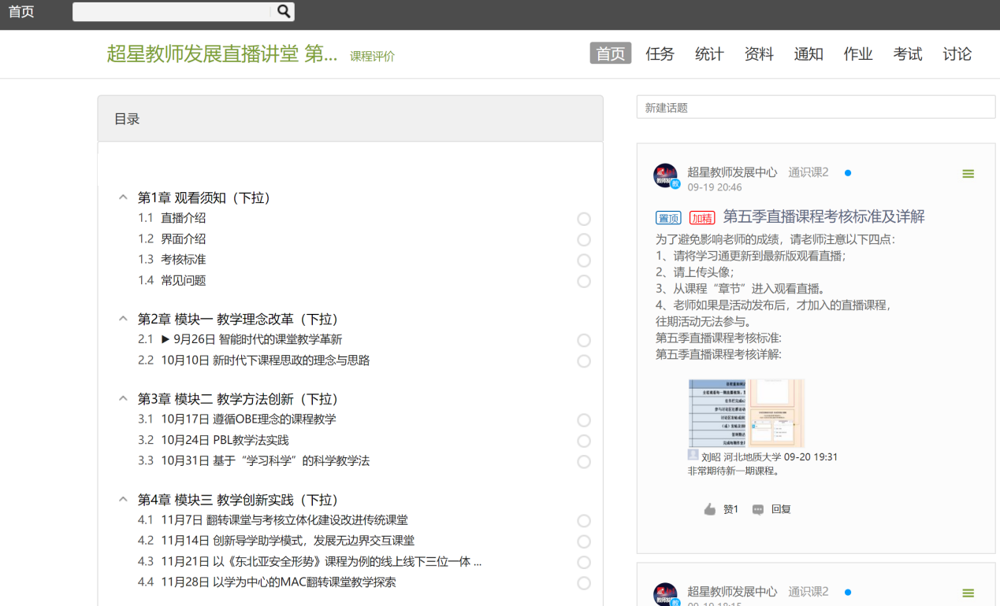 首页
超星教师发展直播讲堂 第... 课程评价
首页 任务 统计 资料 通知 作业 考试 讨论
目录
第1章 观看须知（下拉）
1.1 直播介绍
1.2 界面介绍
1.3 考核标准
1.4 常见问题
第2章 模块一 教学理念改革（下拉）
2.1 ▶ 9月26日 智能时代的课堂教学革新
2.2 10月10日 新时代下课程思政的理念与思路
第3章 模块二 教学方法创新（下拉）
3.1 10月17日 遵循OBE理念的课程教学
3.2 10月24日 PBL教学法实践
3.3 10月31日 基于“学习科学”的科学教学法
第4章 模块三 教学创新实践（下拉）
4.1 11月7日 翻转课堂与考核立体化建设改进传统课堂
4.2 11月14日 创新导学助学模式，发展无边界交互课堂
4.3 11月21日 以《东北亚安全形势》课程为例的线上线下三位一体 ...
4.4 11月28日 以学为中心的MAC翻转课堂教学探索
新建话题
超星教师发展中心 通识课2
09-19 20:46
置顶 加精 第五季直播课程考核标准及详解
为了避免影响老师的成绩，请老师注意以下四点：
1、请将学习通更新到最新版观看直播；
2、请上传头像；
3、从课程“章节”进入观看直播。
4、老师如果是活动发布后，才加入的直播课程，
往期活动无法参与。
第五季直播课程考核标准:
第五季直播课程考核详解:
刘昭 河北地质大学 09-20 19:31
非常期待新一期课程。
赞1 回复
超星教师发展中心 通识课2
09-19 18:15